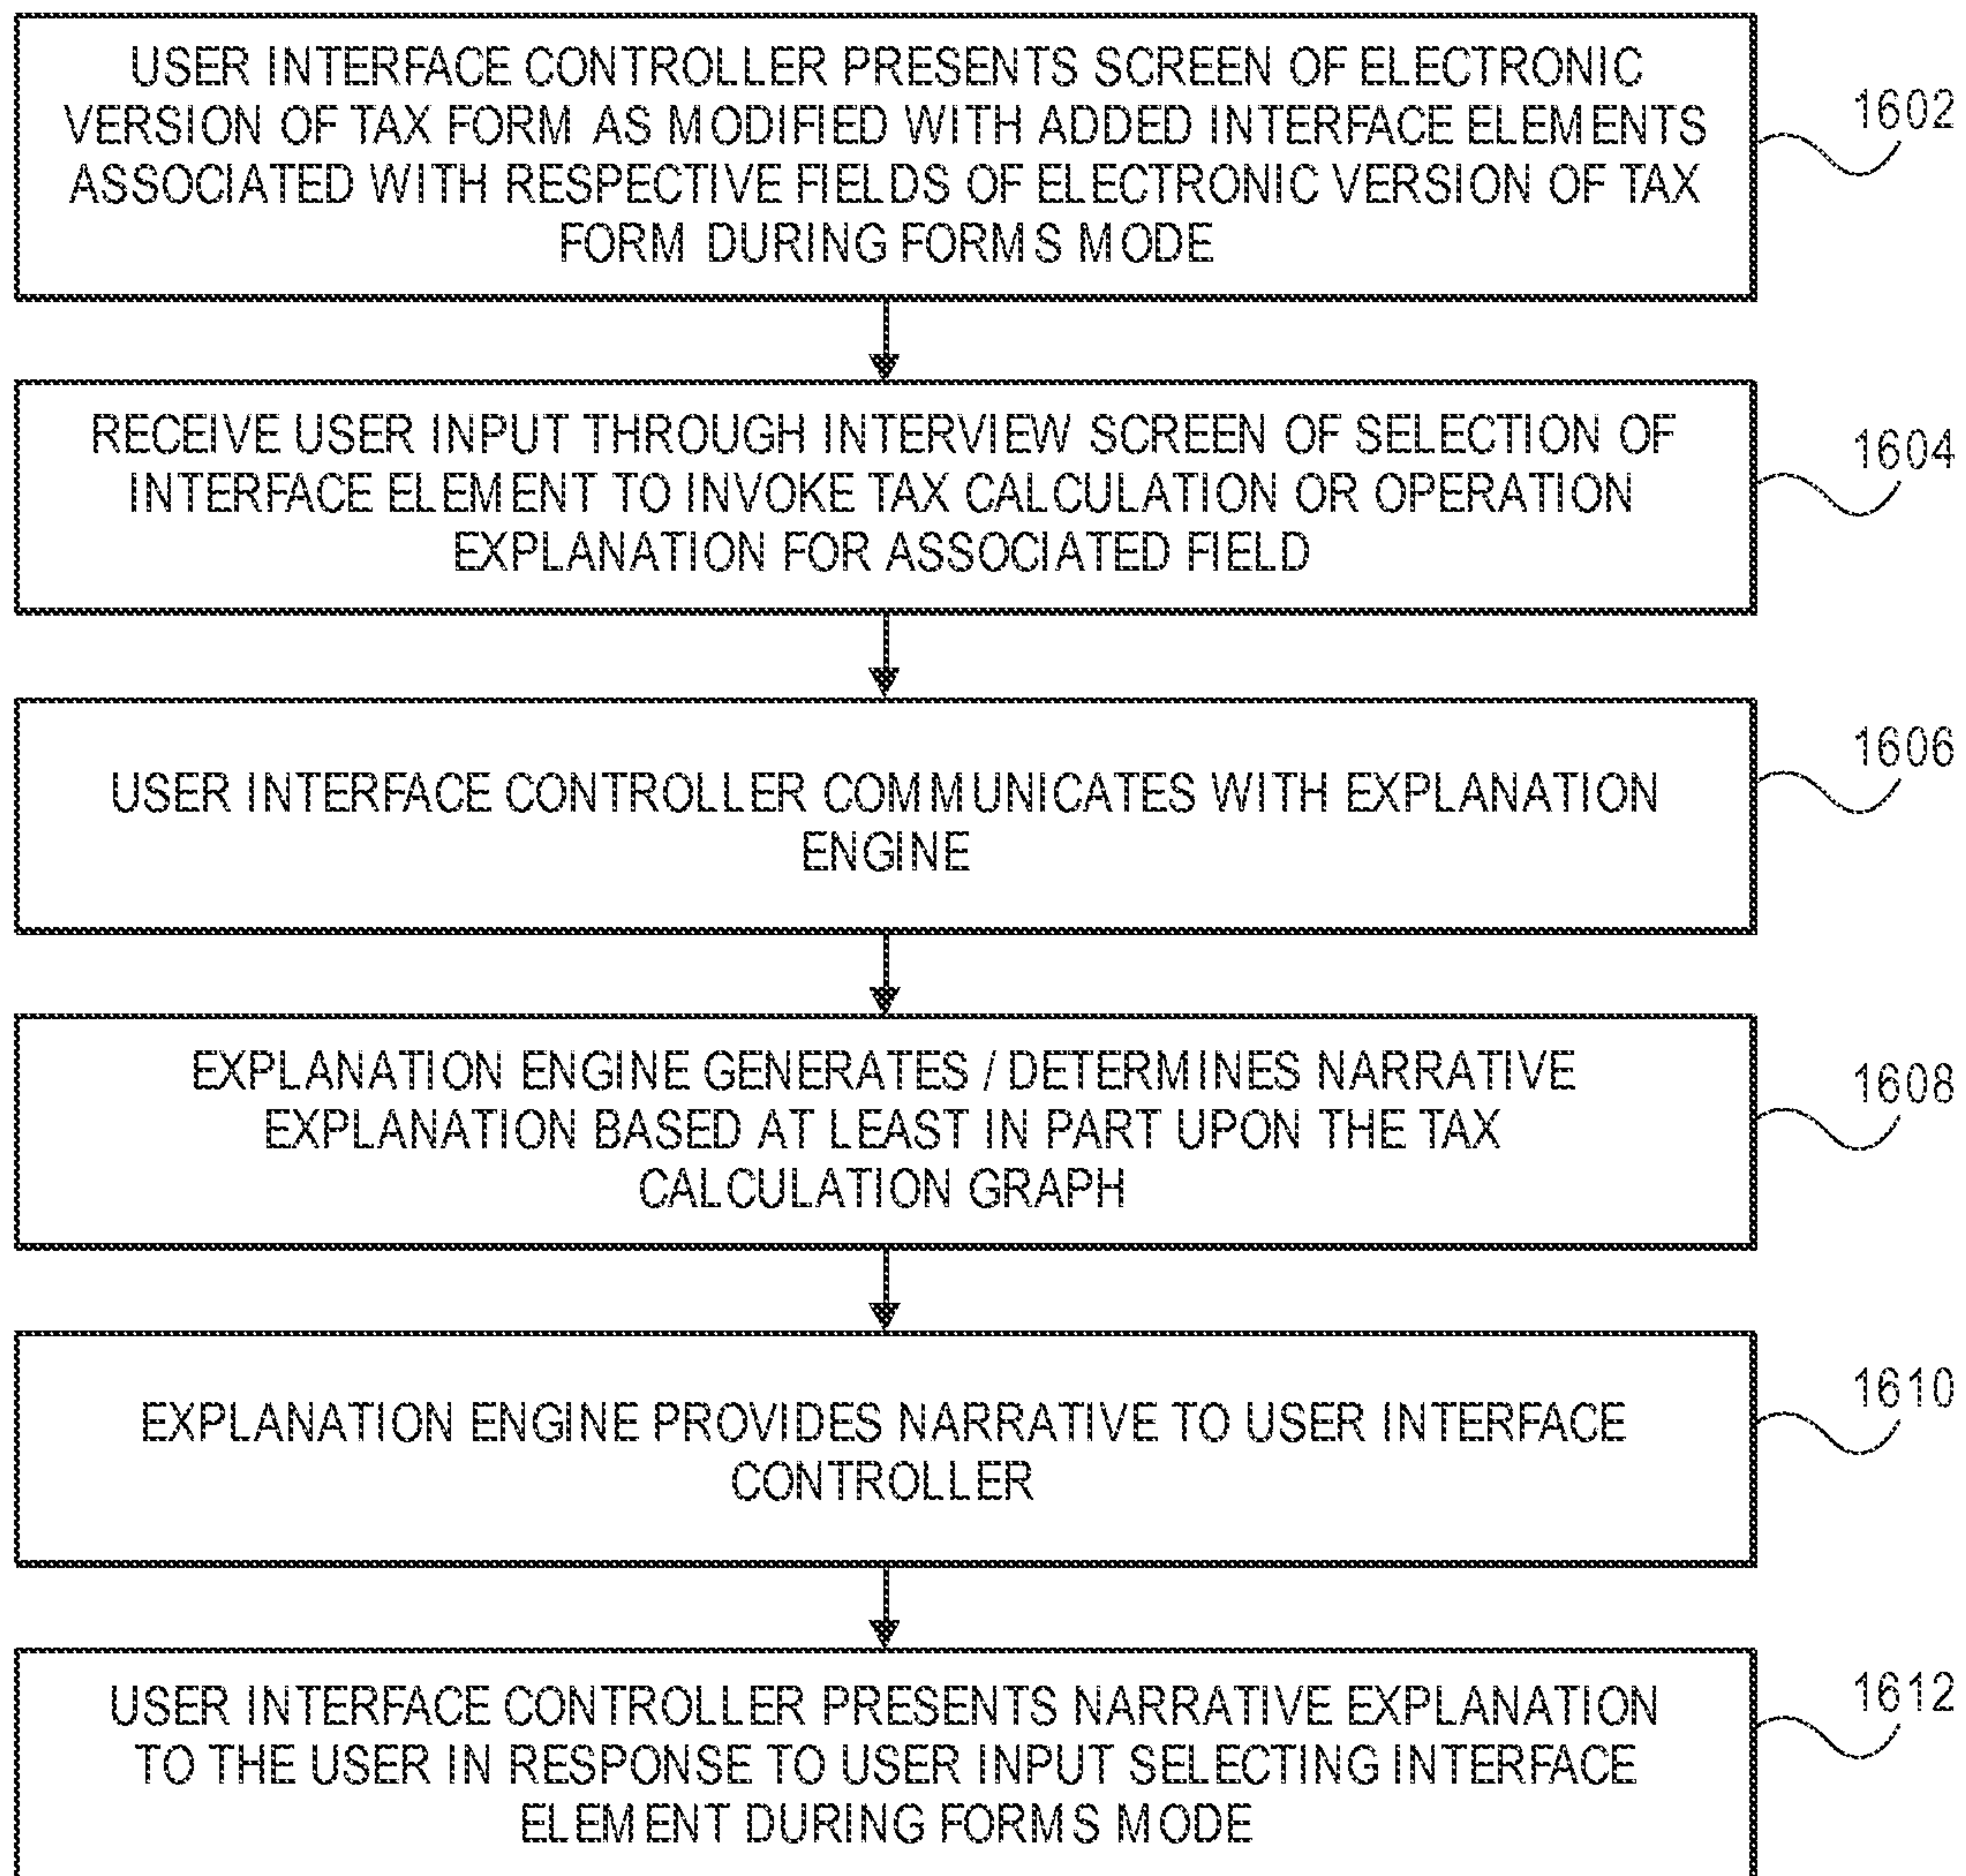 USER INTERFACE CONTROLLER PRESENTS SCREEN OF ELECTRONIC
VERSION OF TAX FORM AS MODIFIED WITH ADDED INTERFACE ELEMENTS
ASSOCIATED WITH RESPECTIVE FIELDS OF ELECTRONIC VERSION OF TAX
FORM DURING FORMS MODE
1602
RECEIVE USER INPUT THROUGH INTERVIEW SCREEN OF SELECTION OF
INTERFACE ELEMENT TO INVOKE TAX CALCULATION OR OPERATION
EXPLANATION FOR ASSOCIATED FIELD
1604
USER INTERFACE CONTROLLER COMMUNICATES WITH EXPLANATION
ENGINE
1606
EXPLANATION ENGINE GENERATES / DETERMINES NARRATIVE
EXPLANATION BASED AT LEAST IN PART UPON THE TAX
CALCULATION GRAPH
1608
EXPLANATION ENGINE PROVIDES NARRATIVE TO USER INTERFACE
CONTROLLER
1610
USER INTERFACE CONTROLLER PRESENTS NARRATIVE EXPLANATION
TO THE USER IN RESPONSE TO USER INPUT SELECTING INTERFACE
ELEMENT DURING FORMS MODE
1612